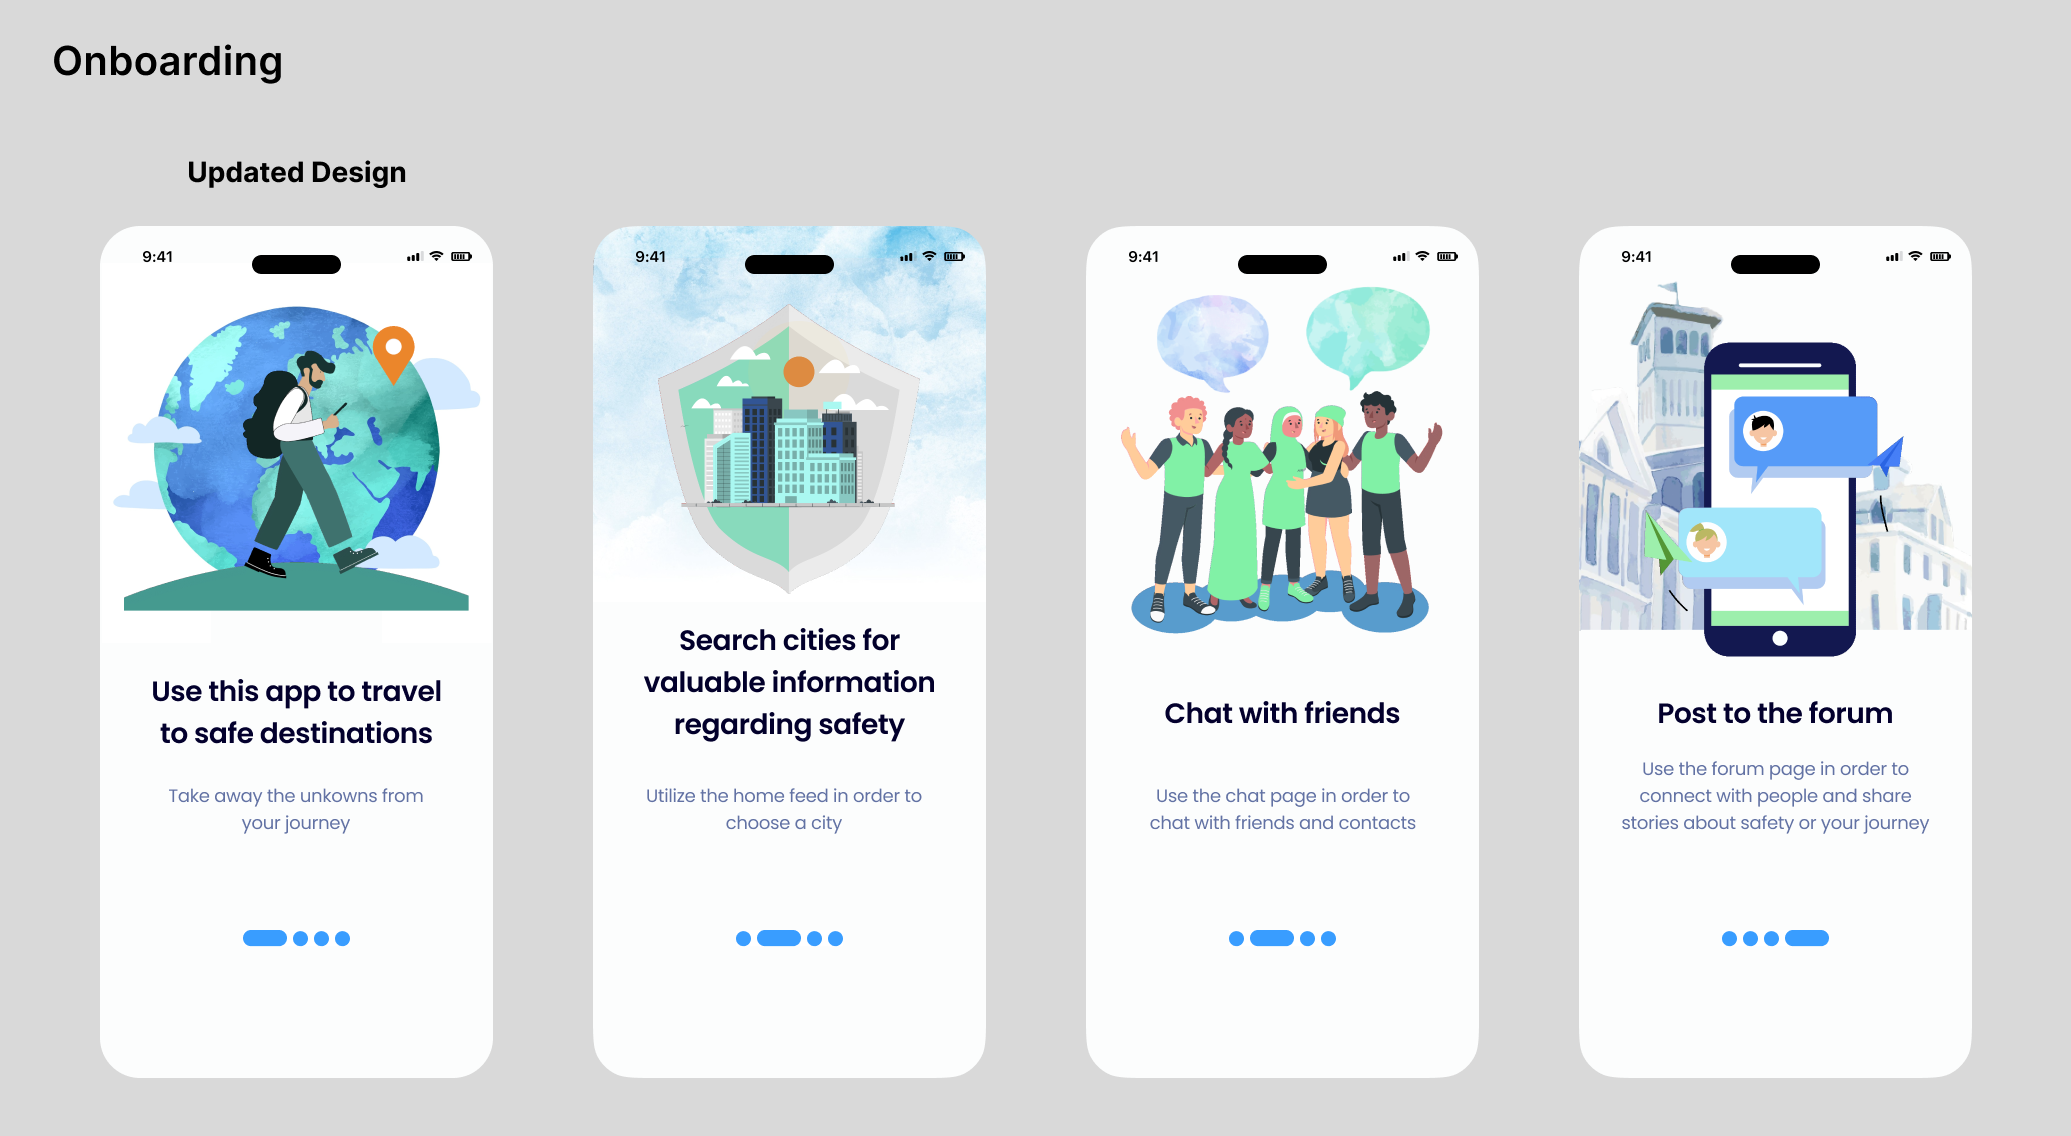 Onboarding
Updated Design
9:41
Use this app to travel
to safe destinations
Take away the unkowns from
your journey
9:41
Search cities for
valuable information
regarding safety
Utilize the home feed in order to
choose a city
9:41
Chat with friends
Use the chat page in order to
chat with friends and contacts
9:41
Post to the forum
Use the forum page in order to
connect with people and share
stories about safety or your journey